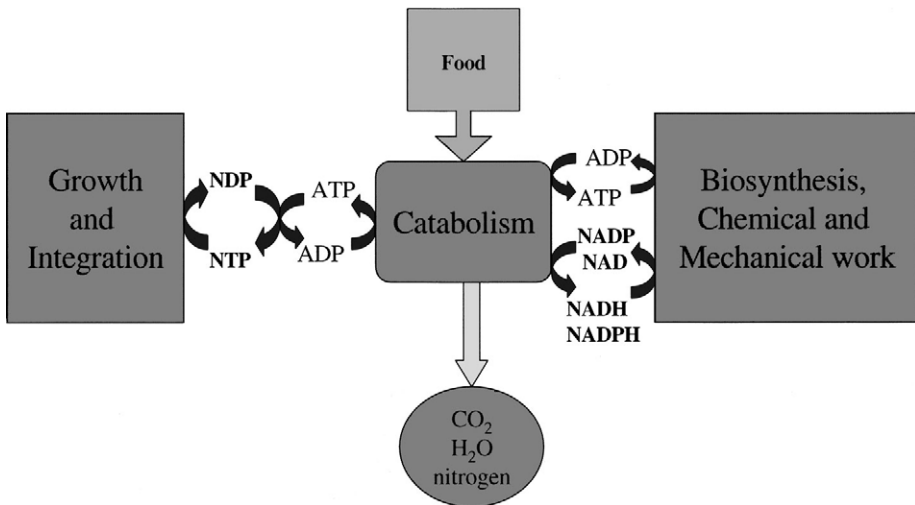 Food
Growth
and
Integration
NDP
NTP
ATP
ADP
Catabolism
ADP
ATP
NADP
NAD
NADH
NADPH
Biosynthesis,
Chemical and
Mechanical work
CO₂
H₂O
nitrogen